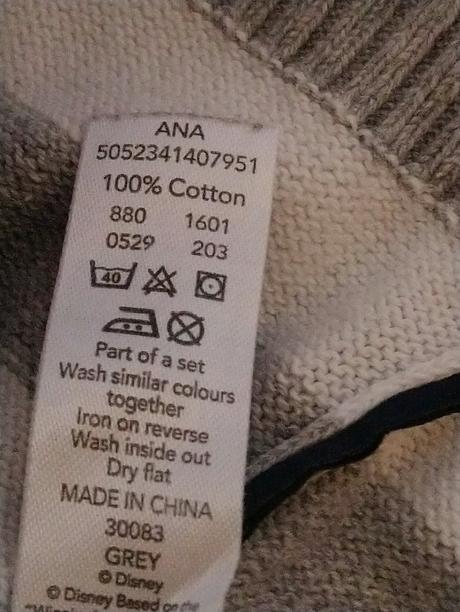 ANA
5052341407951
100% Cotton
880 1601
0529 203
40
Part of a set
Wash similar colours
together
Iron on reverse
Wash inside out
Dry flat
MADE IN CHINA
30083
GREY
© Disney
© Disney Based on the